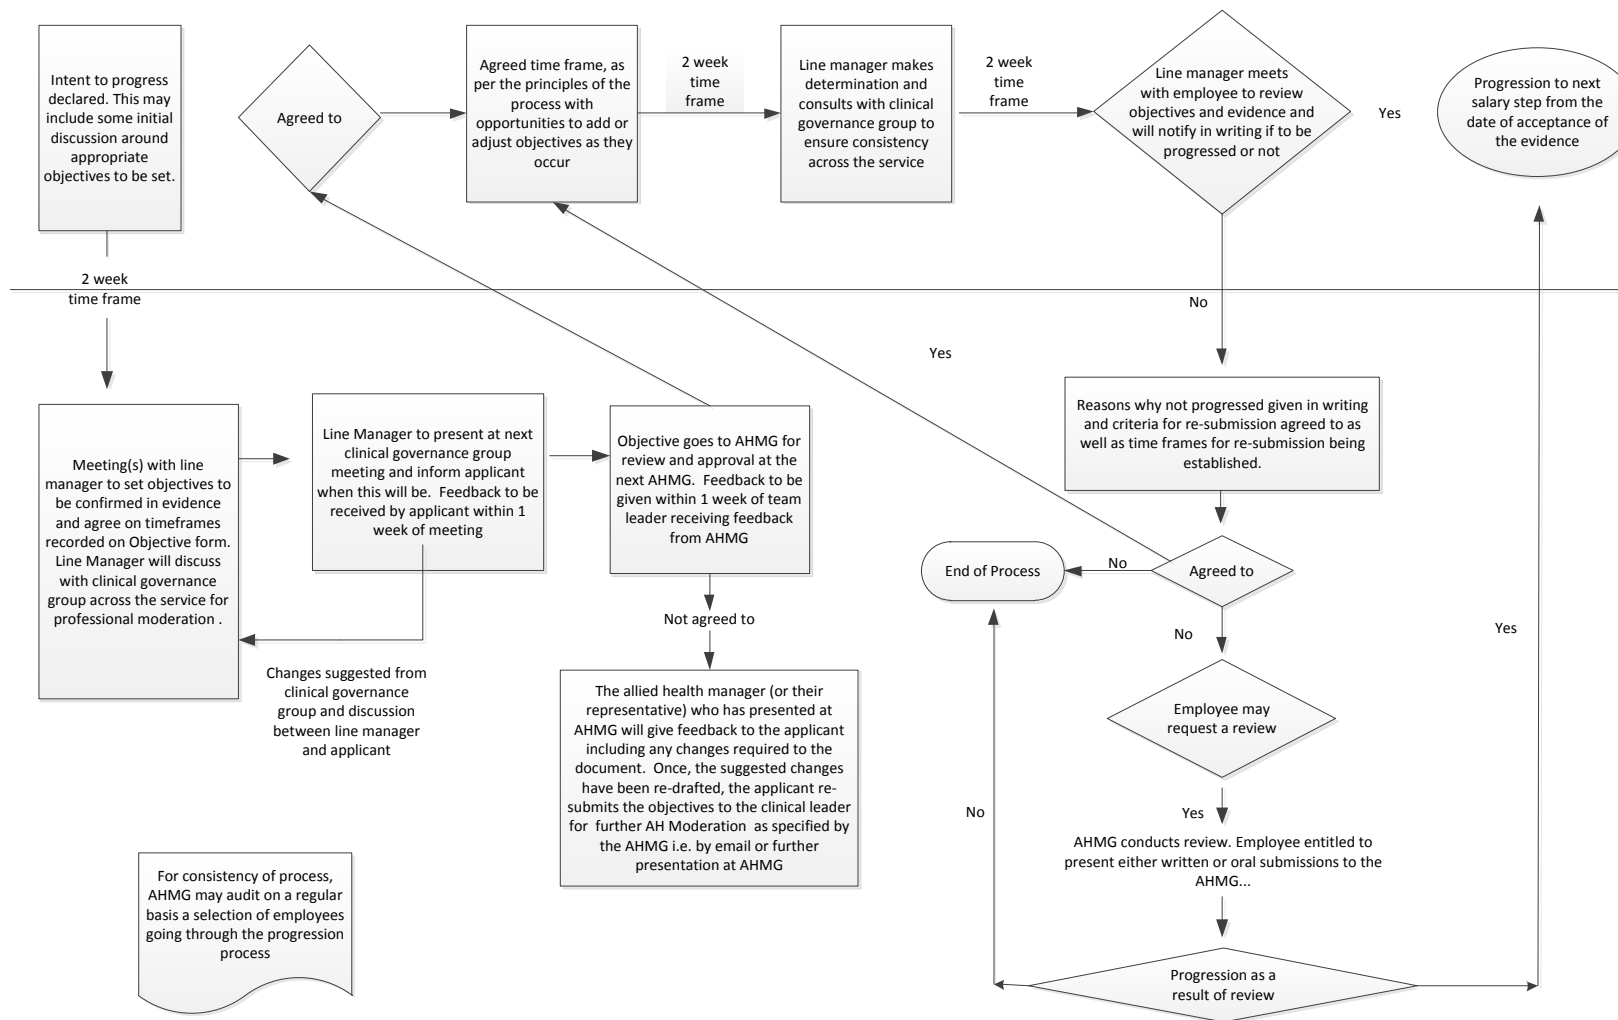 Intent to progress
declared. This may
include some initial
discussion around
appropriate
objectives to be set.
Agreed to
Agreed time frame, as
per the principles of the
process with
opportunities to add or
adjust objectives as they
occur
2 week
time
frame
Line manager makes
determination and
consults with clinical
governance group to
ensure consistency
across the service
2 week
time
frame
Line manager meets
with employee to review
objectives and evidence and
will notify in writing if to be
progressed or not
Yes
Progression to next
salary step from the
date of acceptance of
the evidence
2 week
time frame
No
Yes
Meeting(s) with line
manager to set objectives to
be confirmed in evidence
and agree on timeframes
recorded on Objective form.
Line Manager will discuss
with clinical governance
group across the service for
professional moderation .
Line Manager to present at next
clinical governance group
meeting and inform applicant
when this will be.  Feedback to be
received by applicant within 1
week of meeting
Objective goes to AHMG for
review and approval at the
next AHMG.  Feedback to be
given within 1 week of team
leader receiving feedback
from AHMG
Reasons why not progressed given in writing
and criteria for re-submission agreed to as
well as time frames for re-submission being
established.
End of Process
No
Agreed to
Not agreed to
No
Yes
Changes suggested from
clinical governance
group and discussion
between line manager
and applicant
The allied health manager (or their
representative) who has presented at
AHMG will give feedback to the applicant
including any changes required to the
document.  Once, the suggested changes
have been re-drafted, the applicant re-
submits the objectives to the clinical leader
for  further AH Moderation  as specified by
the AHMG i.e. by email or further
presentation at AHMG
Employee may
request a review
No
Yes
AHMG conducts review. Employee entitled to
present either written or oral submissions to the
AHMG...
For consistency of process,
AHMG may audit on a regular
basis a selection of employees
going through the progression
process
Progression as a
result of review